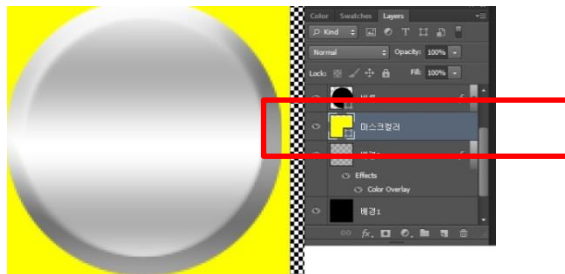 Color Swatches Layers
Kind
Normal Opacity: 100%
Lock: Fill: 100%
마스크컬러
Effects
Color Overlay
배경1
fx